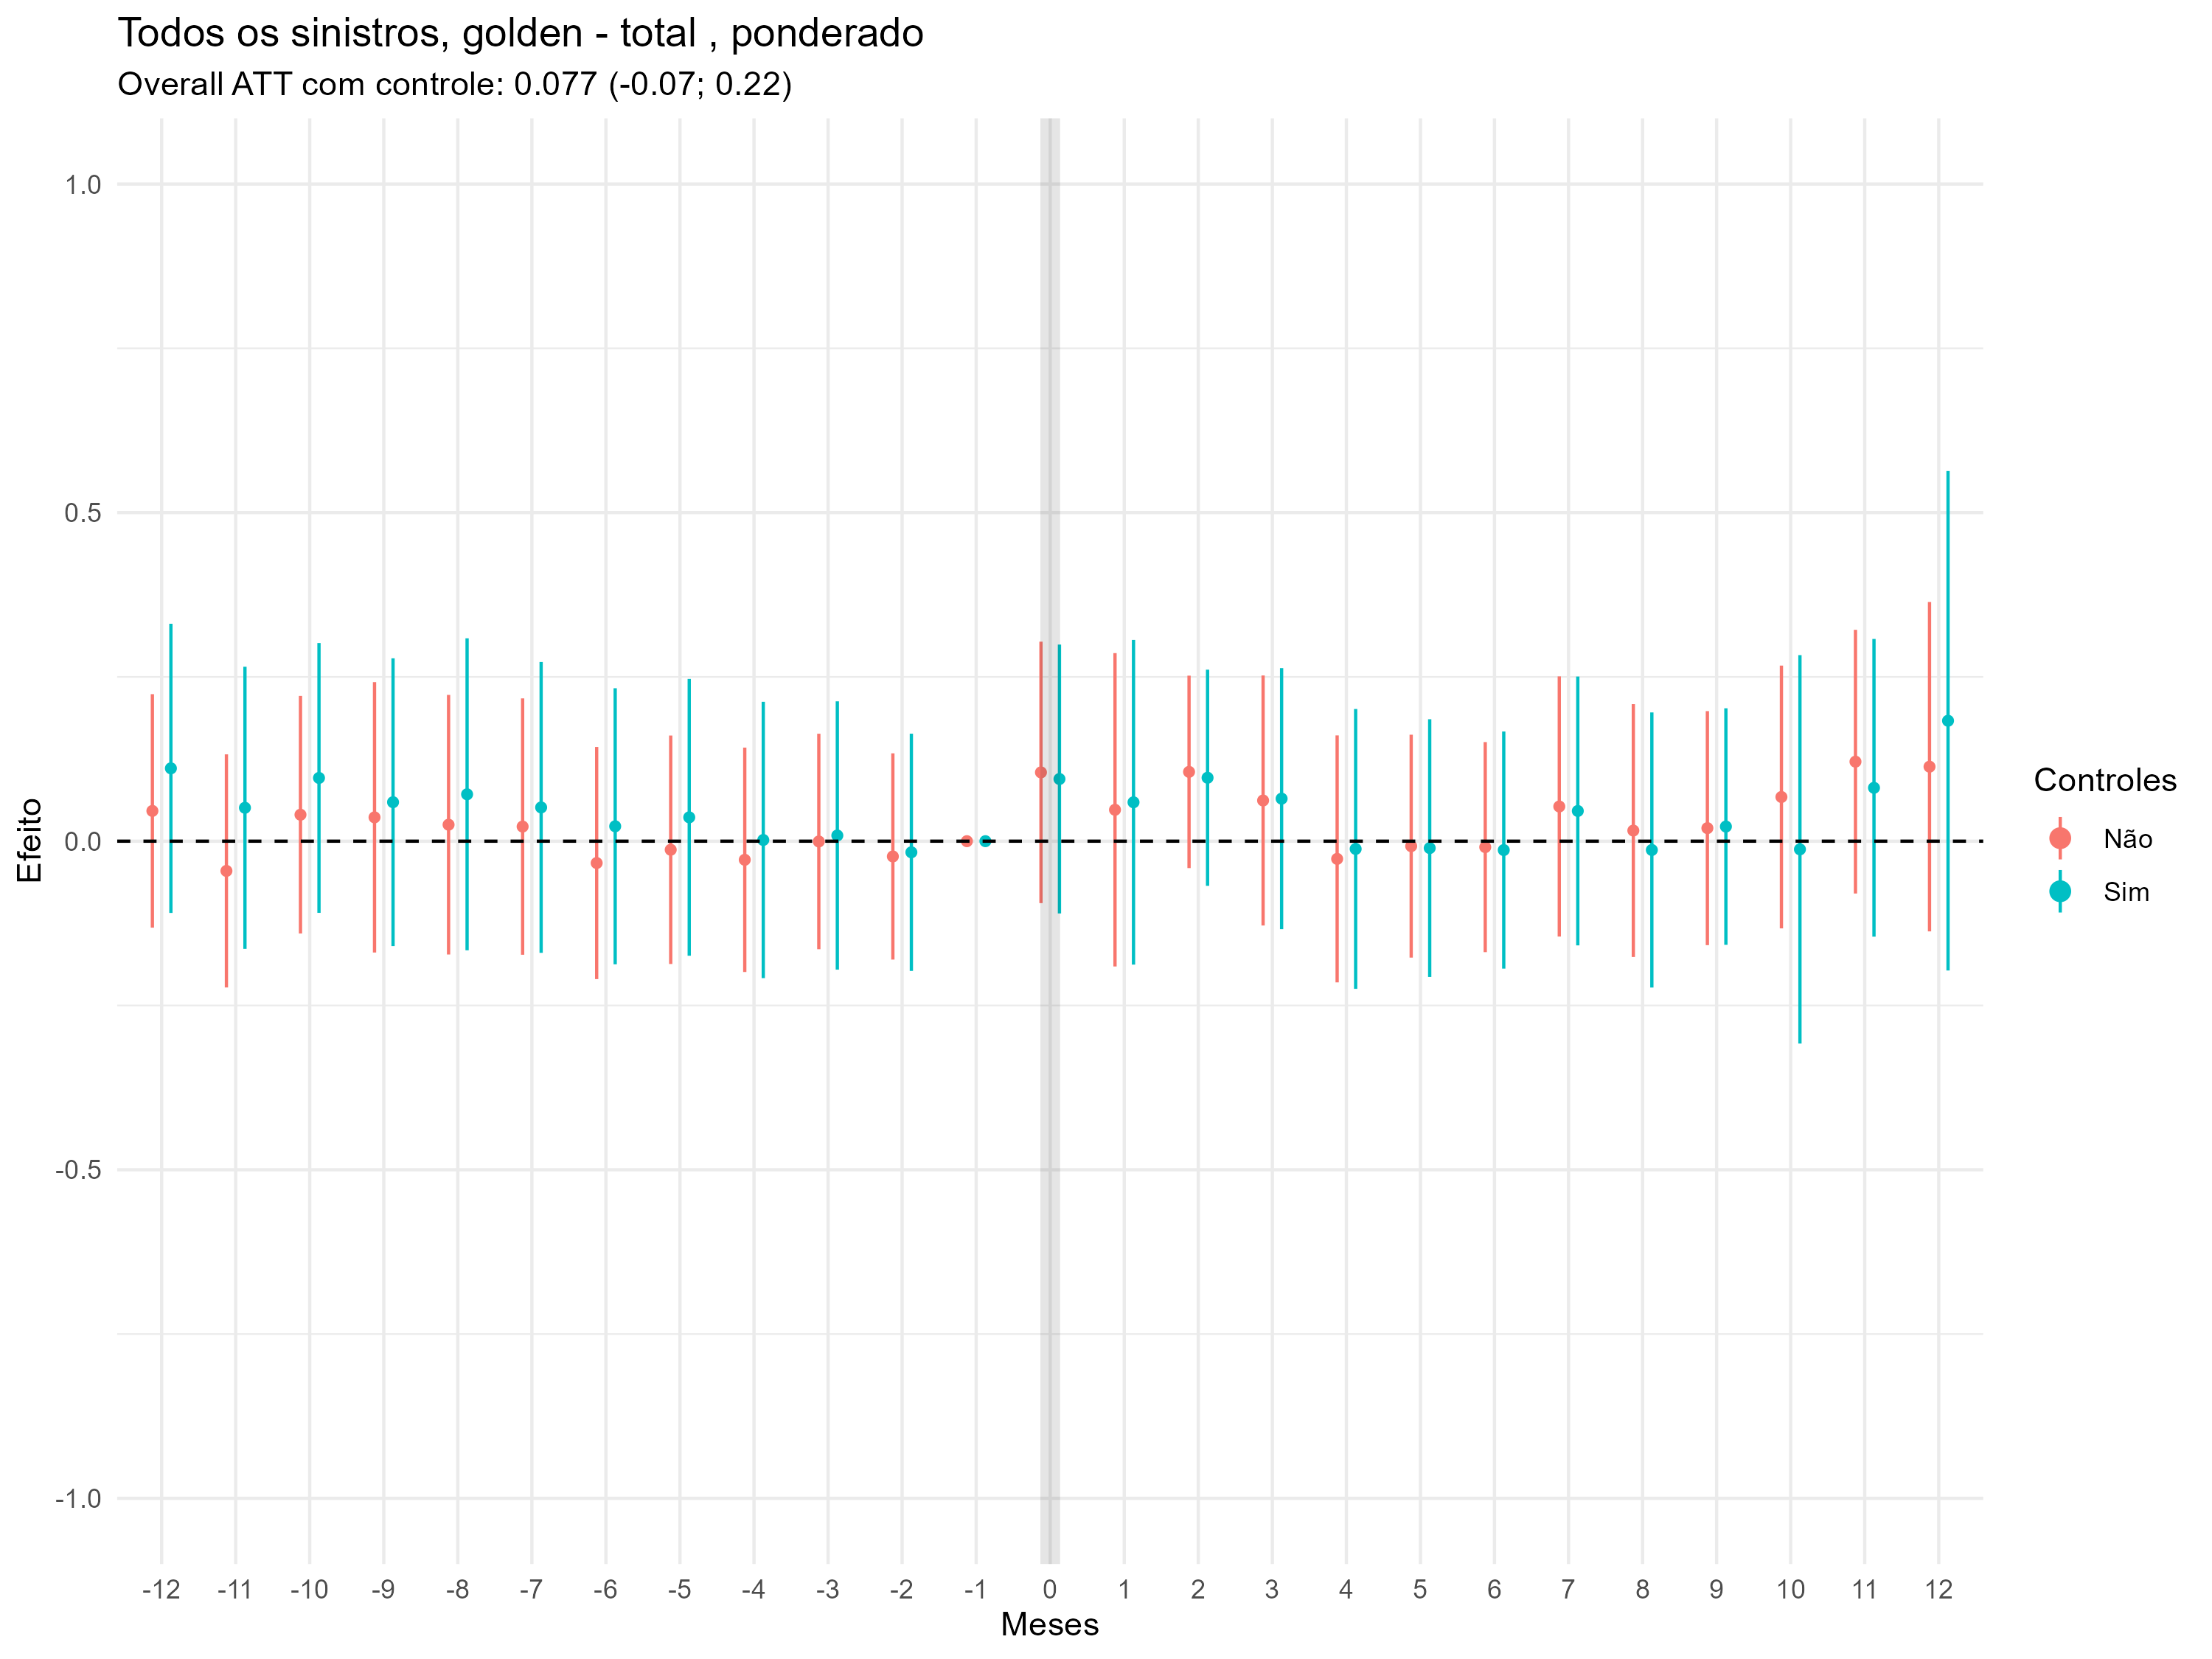 Todos os sinistros, golden - total , ponderado
Overall ATT com controle: 0.077 (-0.07; 0.22)
1.0
0.5
0.0
-0.5
-1.0
Efeito
-12 -11 -10 -9 -8 -7 -6 -5 -4 -3 -2 -1 0 1 2 3 4 5 6 7 8 9 10 11 12
Meses
Controles
Não
Sim